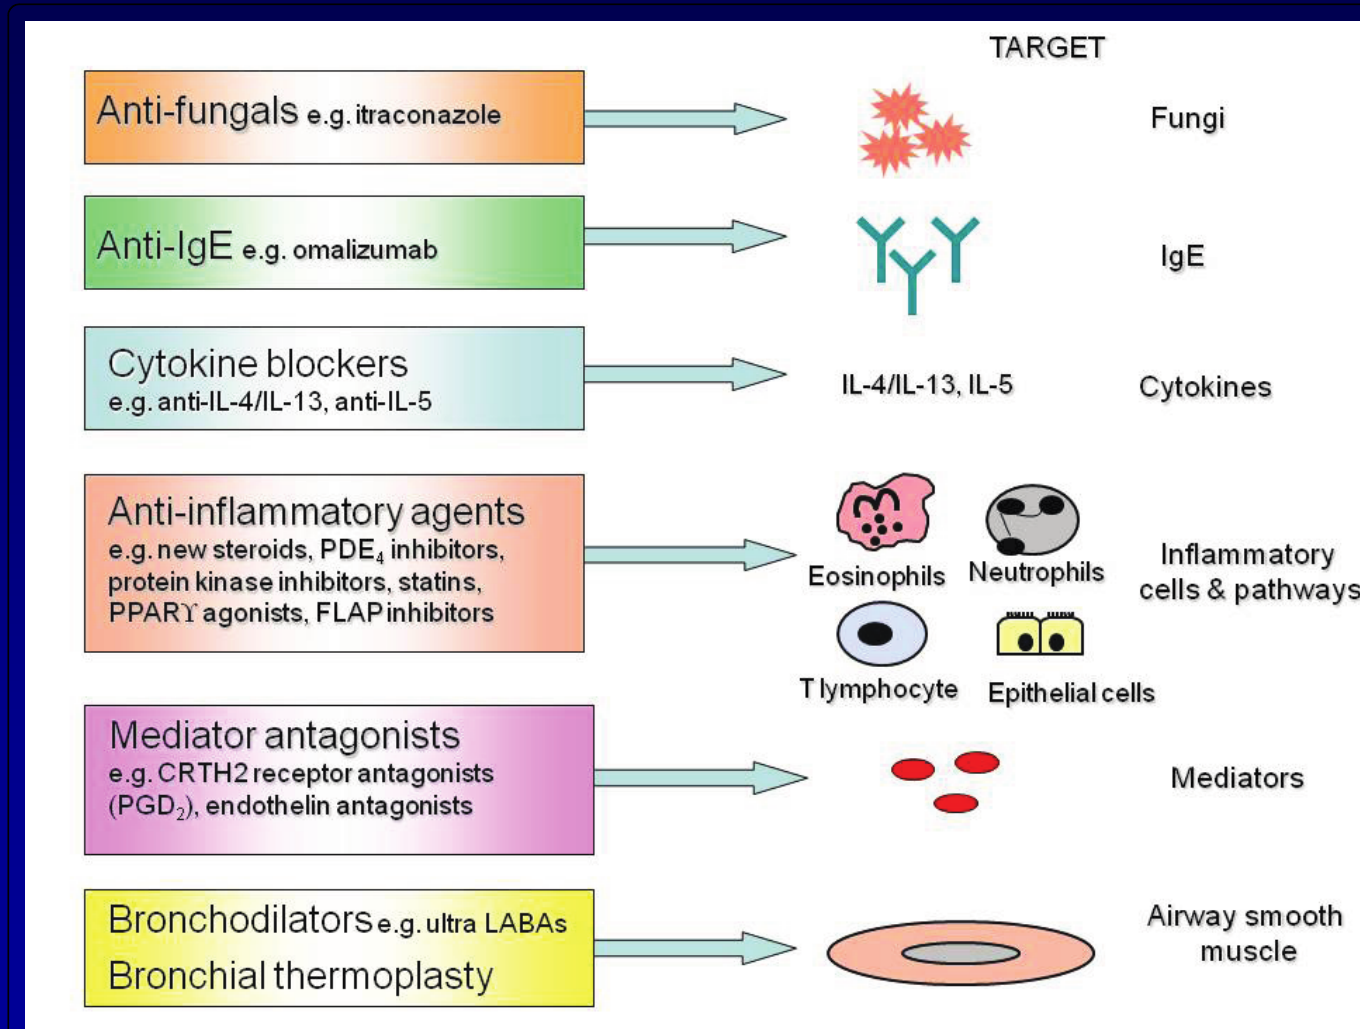 TARGET
Anti-fungals e.g. itraconazole
Fungi
Anti-IgE e.g. omalizumab
IgE
Cytokine blockers
e.g. anti-IL-4/IL-13, anti-IL-5
IL-4/IL-13, IL-5
Cytokines
Anti-inflammatory agents
e.g. new steroids, PDE₄ inhibitors,
protein kinase inhibitors, statins,
PPARϒ agonists, FLAP inhibitors
Eosinophils
Neutrophils
T lymphocyte
Epithelial cells
Inflammatory
cells & pathways
Mediator antagonists
e.g. CRTH2 receptor antagonists
(PGD₂), endothelin antagonists
Mediators
Bronchodilators e.g. ultra LABAs
Bronchial thermoplasty
Airway smooth
muscle